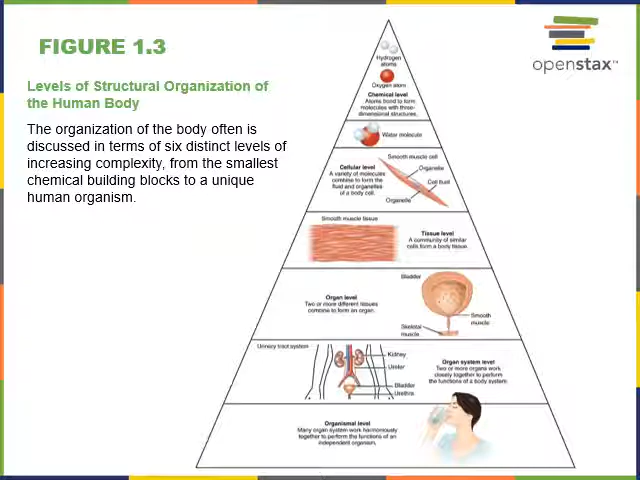 FIGURE 1.3
openstax™
Levels of Structural Organization of
the Human Body
The organization of the body often is
discussed in terms of six distinct levels of
increasing complexity, from the smallest
chemical building blocks to a unique
human organism.
Hydrogen
atoms
Oxygen atom
Chemical level
Atoms bond to form
molecules with three-
dimensional structures.
Water molecule
Smooth muscle cell
Cellular level
A variety of molecules
combine to form the
fluid and organelles
of a body cell.
Organelle
Cell fluid
Organelle
Smooth muscle tissue
Tissue level
A community of similar
cells form a body tissue.
Bladder
Organ level
Two or more different tissues
combine to form an organ.
Smooth
muscle
Skeletal
muscle
Urinary tract system
Kidney
Ureter
Bladder
Urethra
Organ system level
Two or more organs work
closely together to perform
the functions of a body system.
Organismal level
Many organ system work harmoniously
together to perform the functions of an
independent organism.